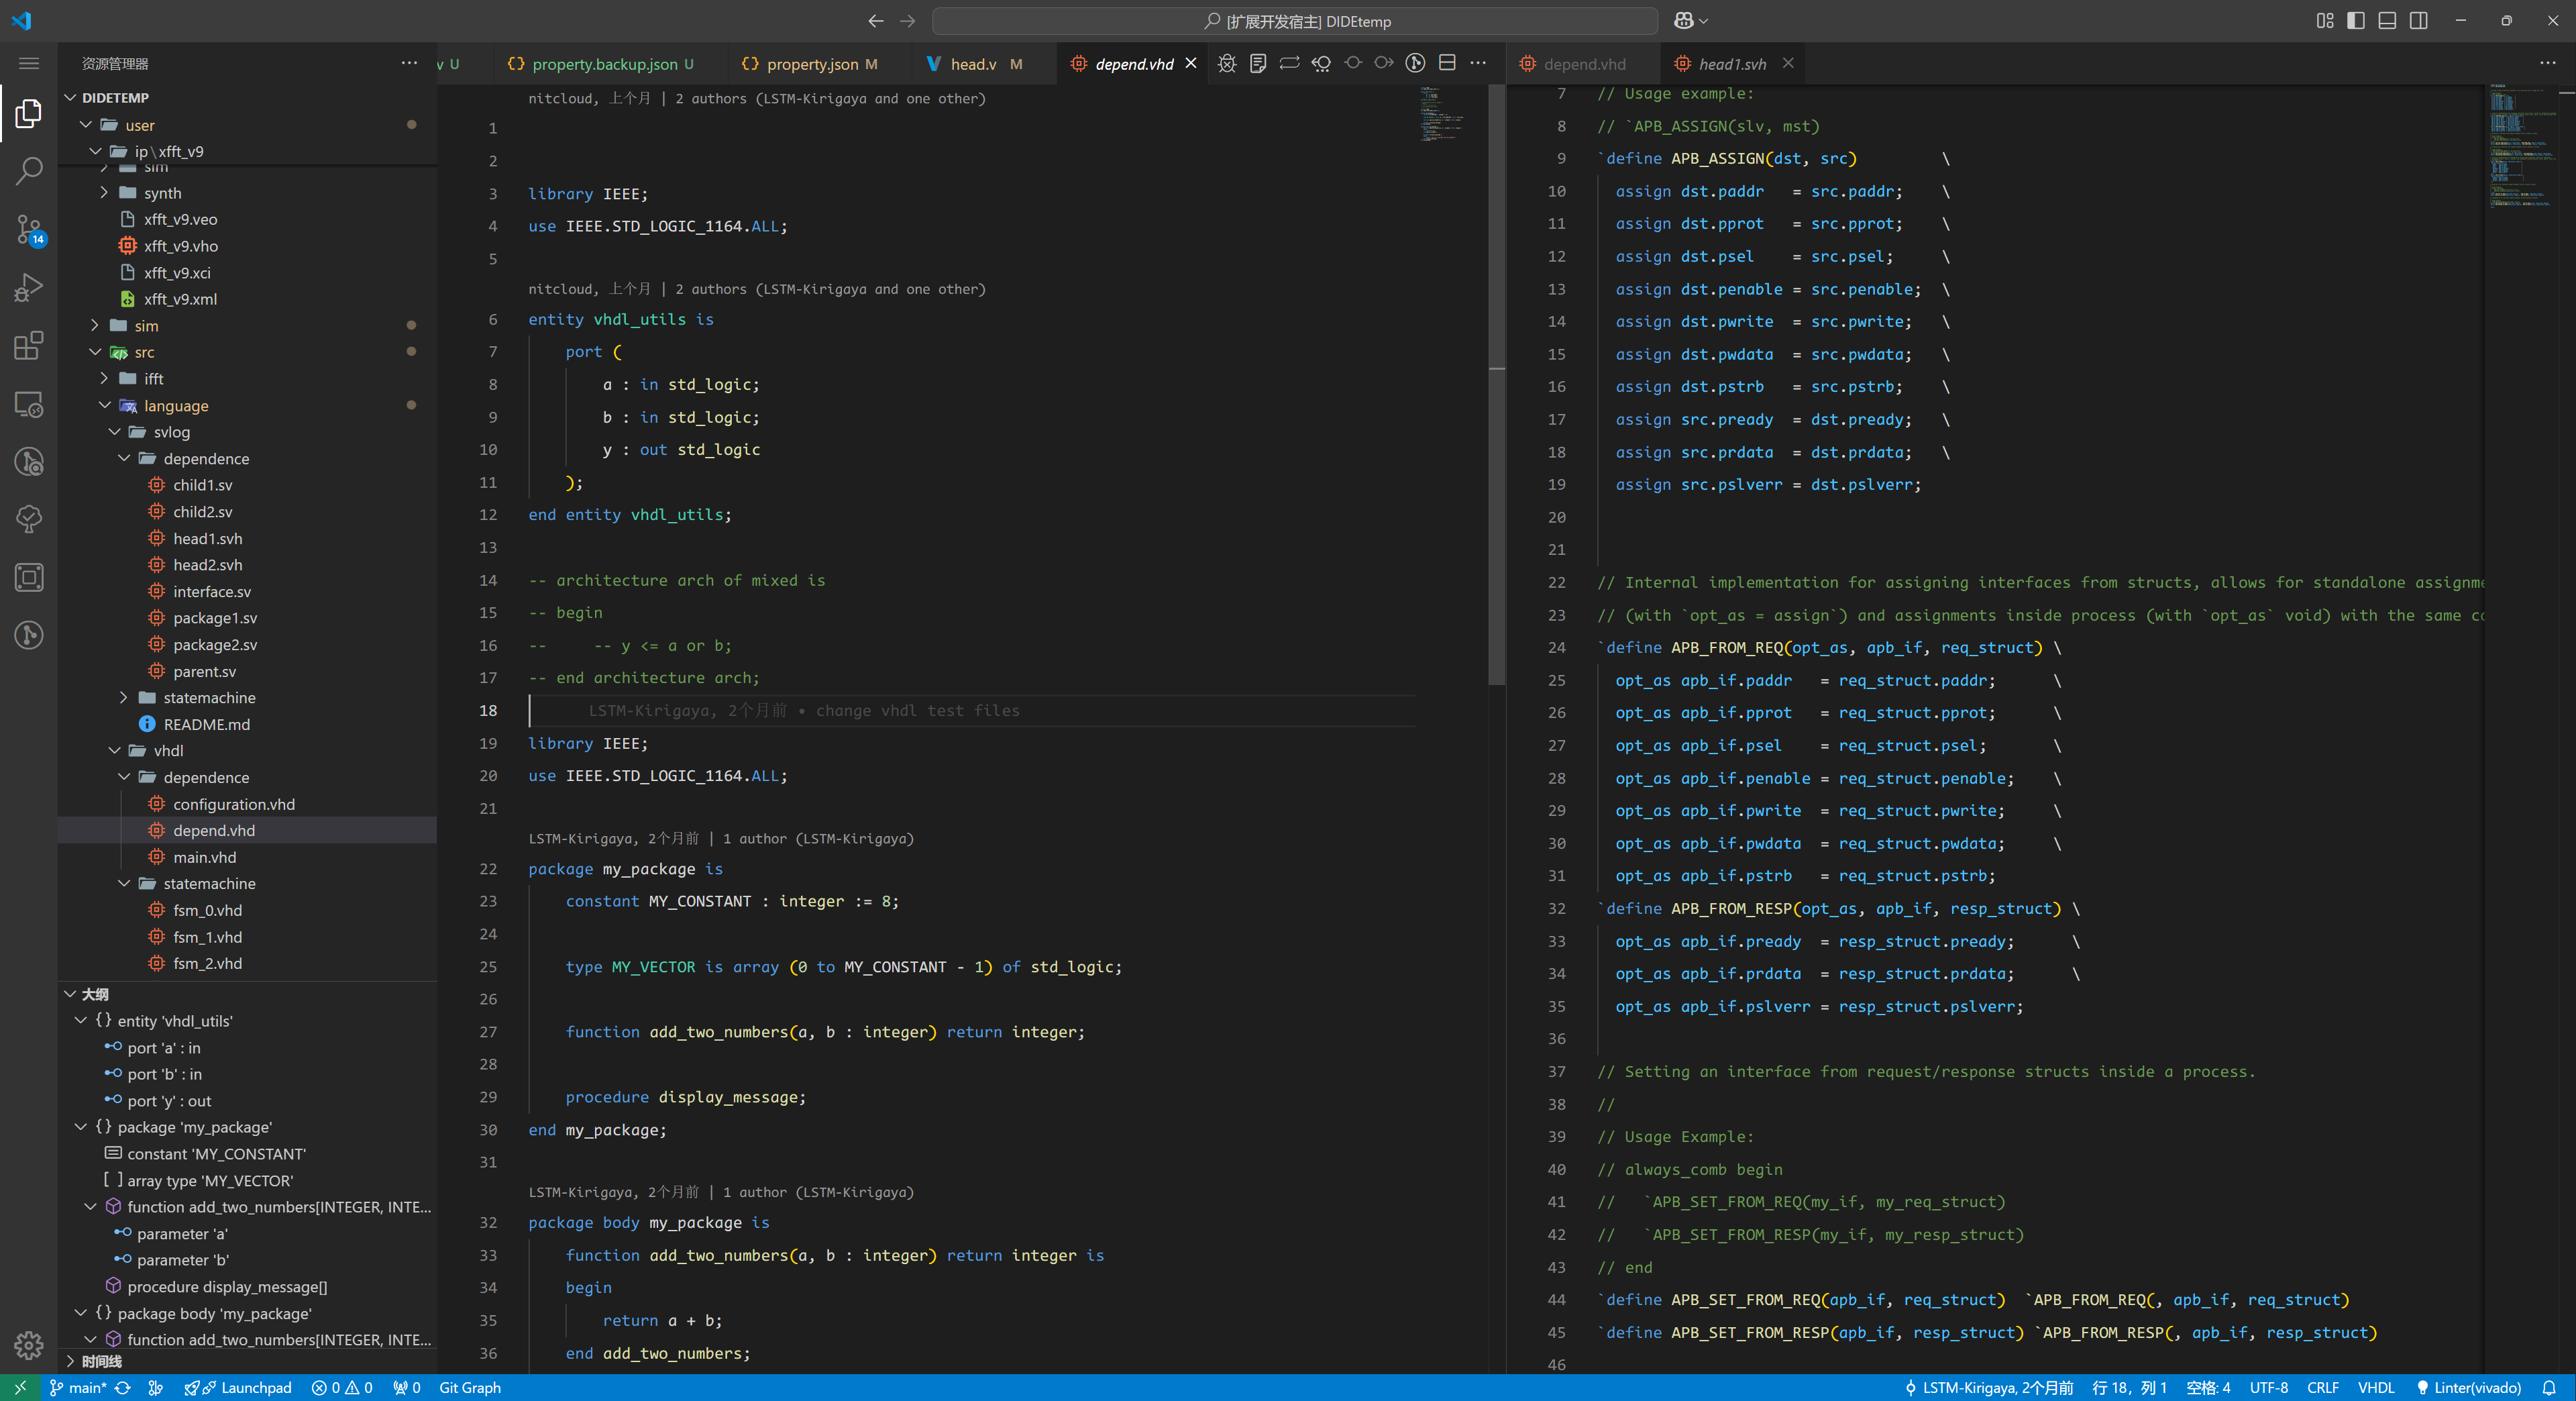 [扩展开发宿主] DIDEtemp
资源管理器
v U
property.backup.json U
property.json M
head.v M
depend.vhd
depend.vhd
head1.svh
DIDETEMP
user
ip\xfft_v9
sim
synth
xfft_v9.veo
xfft_v9.vho
xfft_v9.xci
xfft_v9.xml
sim
src
ifft
language
svlog
dependence
child1.sv
child2.sv
head1.svh
head2.svh
interface.sv
package1.sv
package2.sv
parent.sv
statemachine
README.md
vhdl
dependence
configuration.vhd
depend.vhd
main.vhd
statemachine
fsm_0.vhd
fsm_1.vhd
fsm_2.vhd
14
大纲
entity 'vhdl_utils'
port 'a' : in
port 'b' : in
port 'y' : out
package 'my_package'
constant 'MY_CONSTANT'
array type 'MY_VECTOR'
function add_two_numbers[INTEGER, INTE...
parameter 'a'
parameter 'b'
procedure display_message[]
package body 'my_package'
function add_two_numbers[INTEGER, INTE...
时间线
nitcloud, 上个月 | 2 authors (LSTM-Kirigaya and one other)
1
2
3 library IEEE;
4 use IEEE.STD_LOGIC_1164.ALL;
5
nitcloud, 上个月 | 2 authors (LSTM-Kirigaya and one other)
6 entity vhdl_utils is
7 port (
8 a : in std_logic;
9 b : in std_logic;
10 y : out std_logic
11 );
12 end entity vhdl_utils;
13
14 -- architecture arch of mixed is
15 -- begin
16 -- -- y <= a or b;
17 -- end architecture arch;
18 LSTM-Kirigaya, 2个月前 • change vhdl test files
19 library IEEE;
20 use IEEE.STD_LOGIC_1164.ALL;
21
LSTM-Kirigaya, 2个月前 | 1 author (LSTM-Kirigaya)
22 package my_package is
23 constant MY_CONSTANT : integer := 8;
24
25 type MY_VECTOR is array (0 to MY_CONSTANT - 1) of std_logic;
26
27 function add_two_numbers(a, b : integer) return integer;
28
29 procedure display_message;
30 end my_package;
31
LSTM-Kirigaya, 2个月前 | 1 author (LSTM-Kirigaya)
32 package body my_package is
33 function add_two_numbers(a, b : integer) return integer is
34 begin
35 return a + b;
36 end add_two_numbers;
7 // Usage example:
8 // `APB_ASSIGN(slv, mst)
9 `define APB_ASSIGN(dst, src) \
10 assign dst.paddr = src.paddr; \
11 assign dst.pprot = src.pprot; \
12 assign dst.psel = src.psel; \
13 assign dst.penable = src.penable; \
14 assign dst.pwrite = src.pwrite; \
15 assign dst.pwdata = src.pwdata; \
16 assign dst.pstrb = src.pstrb; \
17 assign src.pready = dst.pready; \
18 assign src.prdata = dst.prdata; \
19 assign src.pslverr = dst.pslverr;
20
21
22 // Internal implementation for assigning interfaces from structs, allows for standalone assignme
23 // (with `opt_as = assign`) and assignments inside process (with `opt_as` void) with the same co
24 `define APB_FROM_REQ(opt_as, apb_if, req_struct) \
25 opt_as apb_if.paddr = req_struct.paddr; \
26 opt_as apb_if.pprot = req_struct.pprot; \
27 opt_as apb_if.psel = req_struct.psel; \
28 opt_as apb_if.penable = req_struct.penable; \
29 opt_as apb_if.pwrite = req_struct.pwrite; \
30 opt_as apb_if.pwdata = req_struct.pwdata; \
31 opt_as apb_if.pstrb = req_struct.pstrb;
32 `define APB_FROM_RESP(opt_as, apb_if, resp_struct) \
33 opt_as apb_if.pready = resp_struct.pready; \
34 opt_as apb_if.prdata = resp_struct.prdata; \
35 opt_as apb_if.pslverr = resp_struct.pslverr;
36
37 // Setting an interface from request/response structs inside a process.
38 //
39 // Usage Example:
40 // always_comb begin
41 // `APB_SET_FROM_REQ(my_if, my_req_struct)
42 // `APB_SET_FROM_RESP(my_if, my_resp_struct)
43 // end
44 `define APB_SET_FROM_REQ(apb_if, req_struct) `APB_FROM_REQ(, apb_if, req_struct)
45 `define APB_SET_FROM_RESP(apb_if, resp_struct) `APB_FROM_RESP(, apb_if, resp_struct)
46
main* Launchpad 0 0 0 Git Graph
LSTM-Kirigaya, 2个月前 行 18，列 1 空格: 4 UTF-8 CRLF VHDL Linter(vivado)